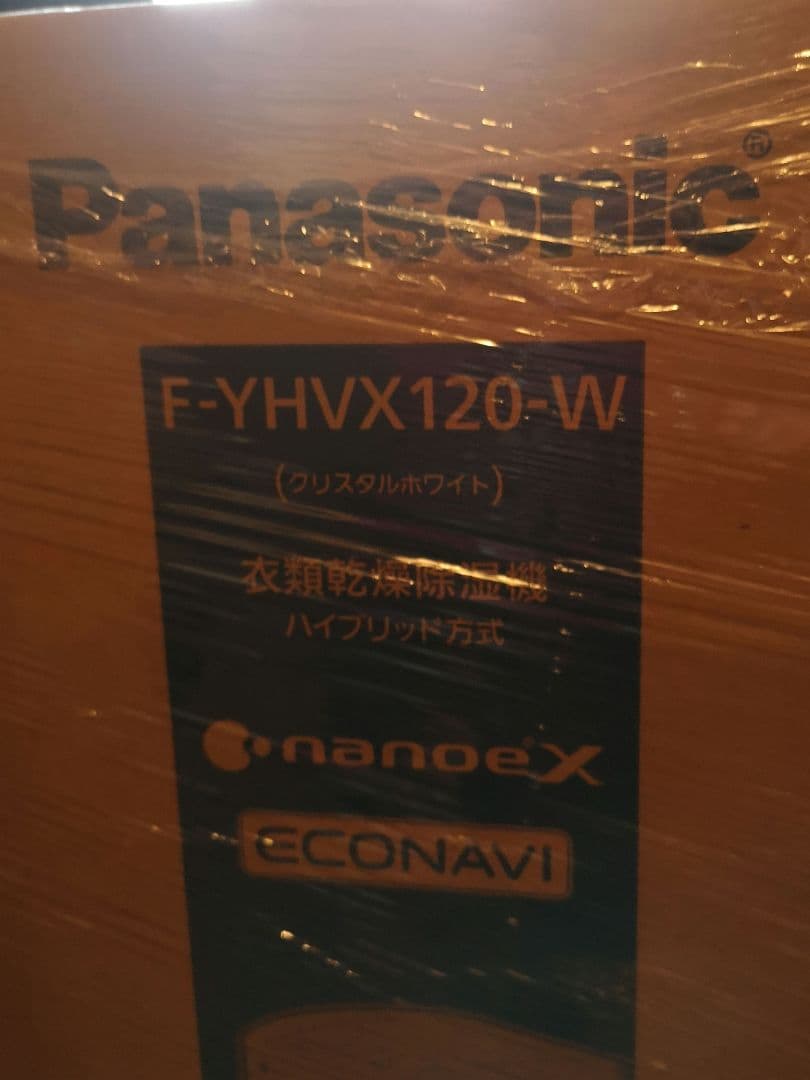 Panasonic®
F-YHVX120-W
(クリスタルホワイト)
衣類乾燥除湿機
ハイブリッド方式
nanoe X
ECONAVI